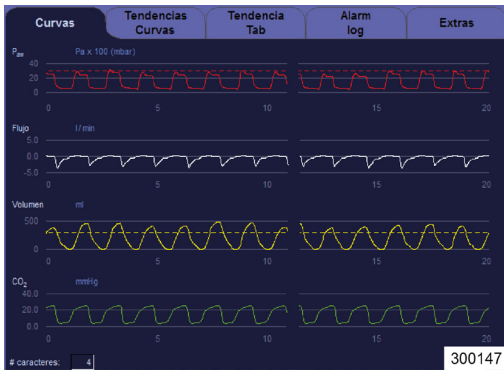 Curvas
Tendencias Curvas
Tendencia Tab
Alarm log
Extras
Paw Pa x 100 (mbar)
40
20
0
0 5 10 15 20
Flujo l/min
5.0
0.0
-5.0
0 5 10 15 20
Volumen ml
500
0
0 5 10 15 20
CO2 mmHg
40.0
20.0
0.0
0 5 10 15 20
# caracteres: 4
300147